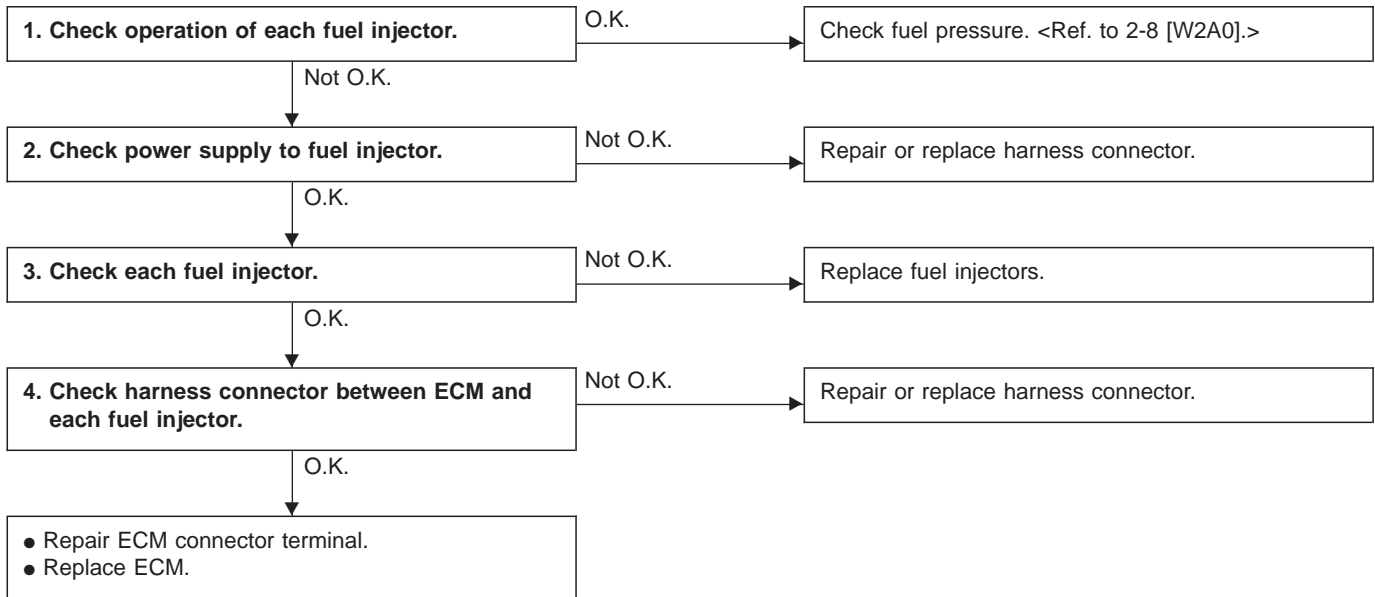 1. Check operation of each fuel injector.
O.K.
Check fuel pressure. <Ref. to 2-8 [W2A0].>
Not O.K.
2. Check power supply to fuel injector.
Not O.K.
Repair or replace harness connector.
O.K.
3. Check each fuel injector.
Not O.K.
Replace fuel injectors.
O.K.
4. Check harness connector between ECM and
each fuel injector.
Not O.K.
Repair or replace harness connector.
O.K.
● Repair ECM connector terminal.
● Replace ECM.